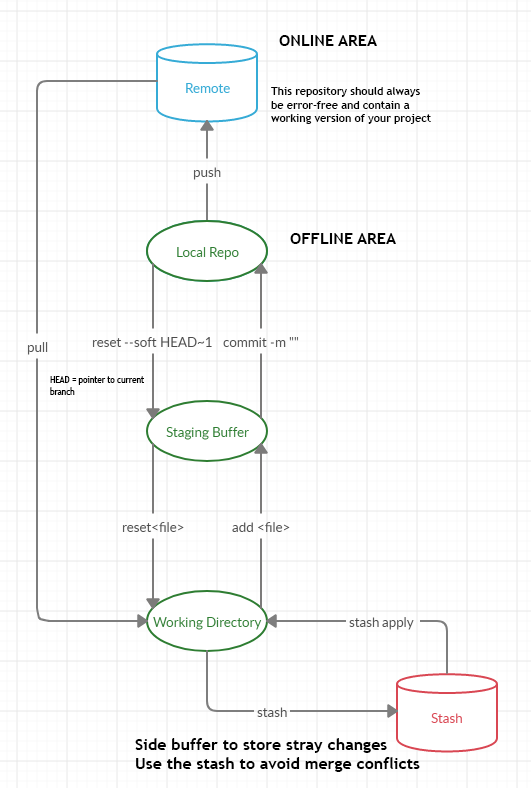 ONLINE AREA
Remote
This repository should always
be error-free and contain a
working version of your project
push
OFFLINE AREA
Local Repo
pull
reset --soft HEAD~1
commit -m ""
HEAD = pointer to current
branch
Staging Buffer
reset<file>
add <file>
Working Directory
stash apply
stash
Stash
Side buffer to store stray changes
Use the stash to avoid merge conflicts